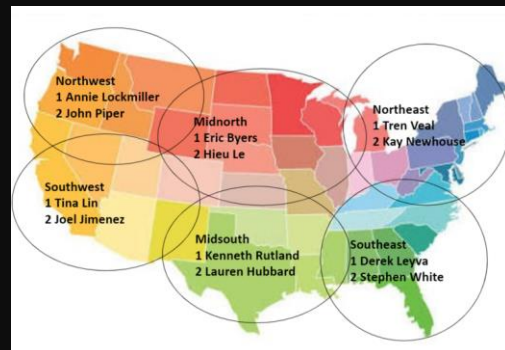 Northwest
1 Annie Lockmiller
2 John Piper
Midnorth
1 Eric Byers
2 Hieu Le
Northeast
1 Tren Veal
2 Kay Newhouse
Southwest
1 Tina Lin
2 Joel Jimenez
Midsouth
1 Kenneth Rutland
2 Lauren Hubbard
Southeast
1 Derek Leyva
2 Stephen White